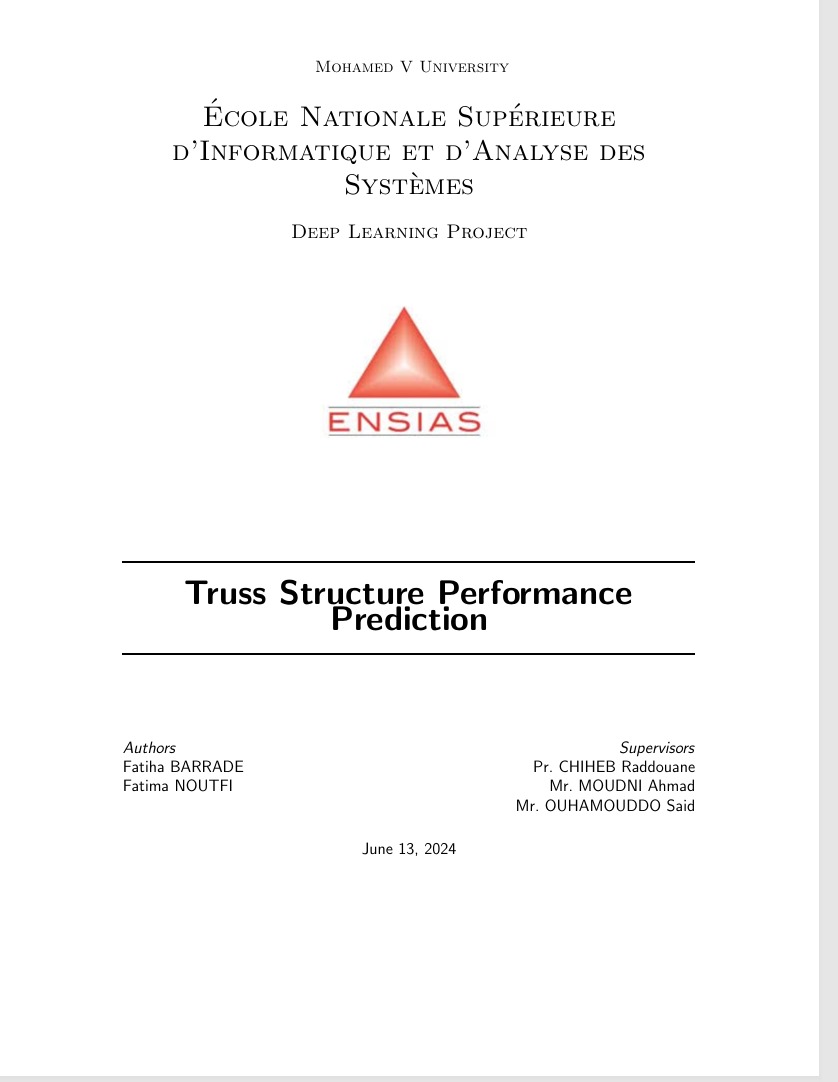 Mohamed V University
École Nationale Supérieure
d'Informatique et d'Analyse des
Systèmes
Deep Learning Project
ENSIAS
Truss Structure Performance
Prediction
Authors
Fatiha BARRADE
Fatima NOUTFI
Supervisors
Pr. CHIHEB Raddouane
Mr. MOUDNI Ahmad
Mr. OUHAMOUDDO Said
June 13, 2024